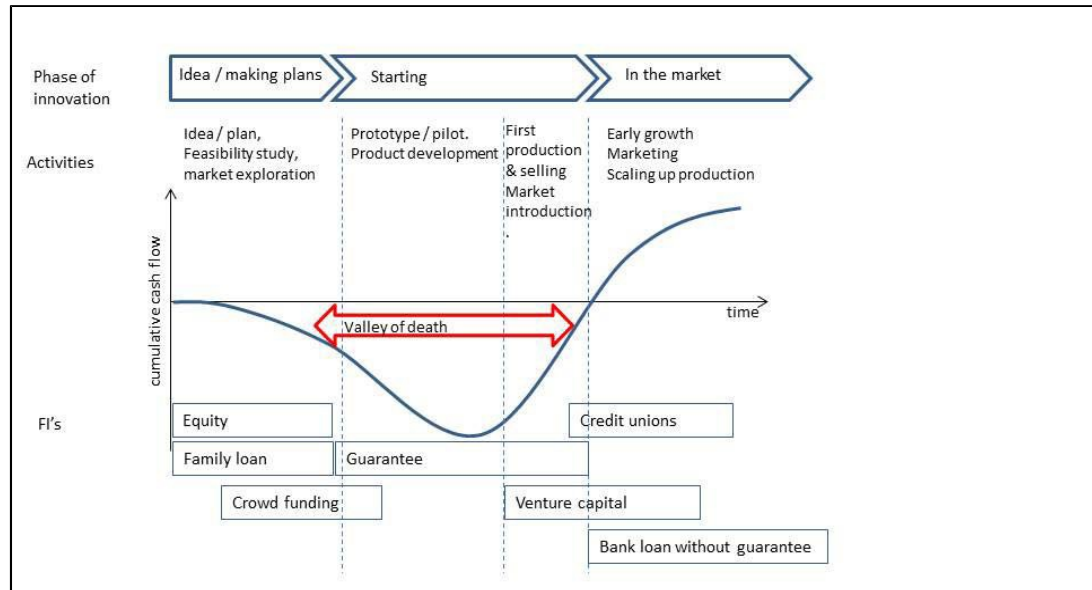 Phase of
innovation
Idea / making plans
Starting
In the market
Activities
Idea / plan,
Feasibility study,
market exploration
Prototype / pilot.
Product development
First
production
& selling
Market
introduction
.
Early growth
Marketing
Scaling up production
cumulative cash flow
time
Valley of death
FI's
Equity
Credit unions
Family loan
Guarantee
Crowd funding
Venture capital
Bank loan without guarantee